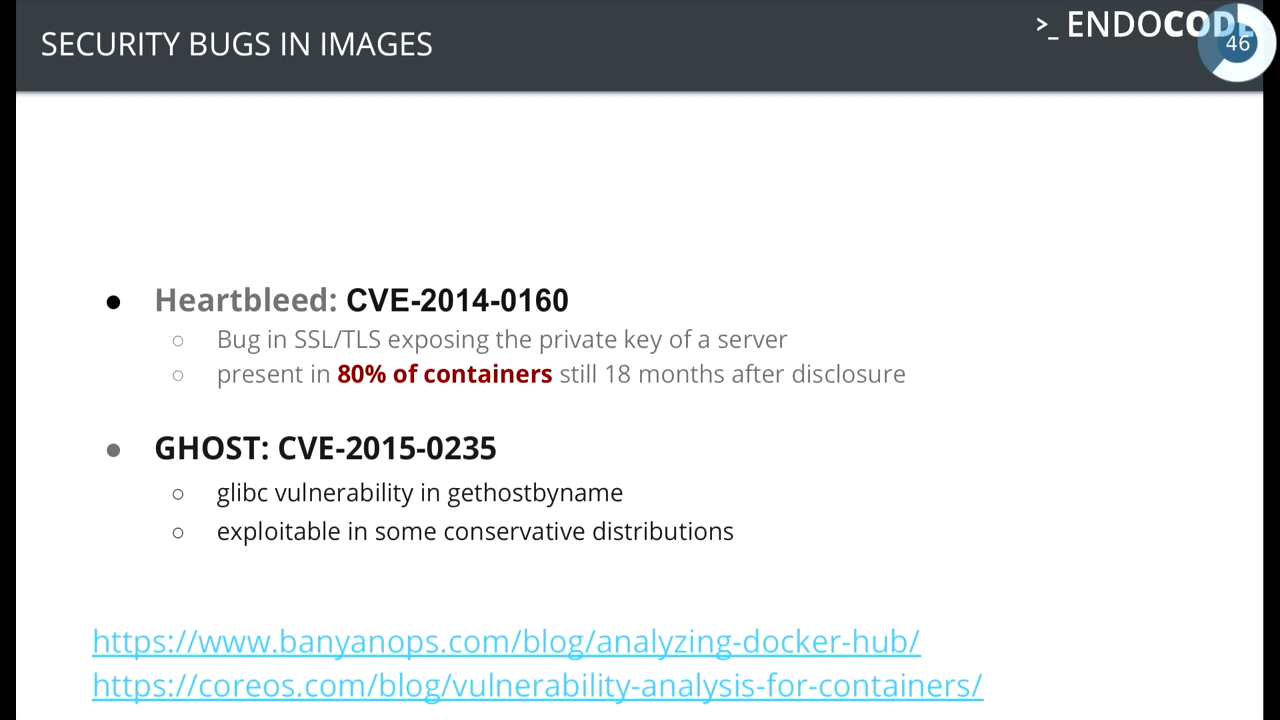 SECURITY BUGS IN IMAGES
>_ ENDOCODE
46
● Heartbleed: CVE-2014-0160
○ Bug in SSL/TLS exposing the private key of a server
○ present in 80% of containers still 18 months after disclosure
● GHOST: CVE-2015-0235
○ glibc vulnerability in gethostbyname
○ exploitable in some conservative distributions
https://www.banyanops.com/blog/analyzing-docker-hub/
https://coreos.com/blog/vulnerability-analysis-for-containers/